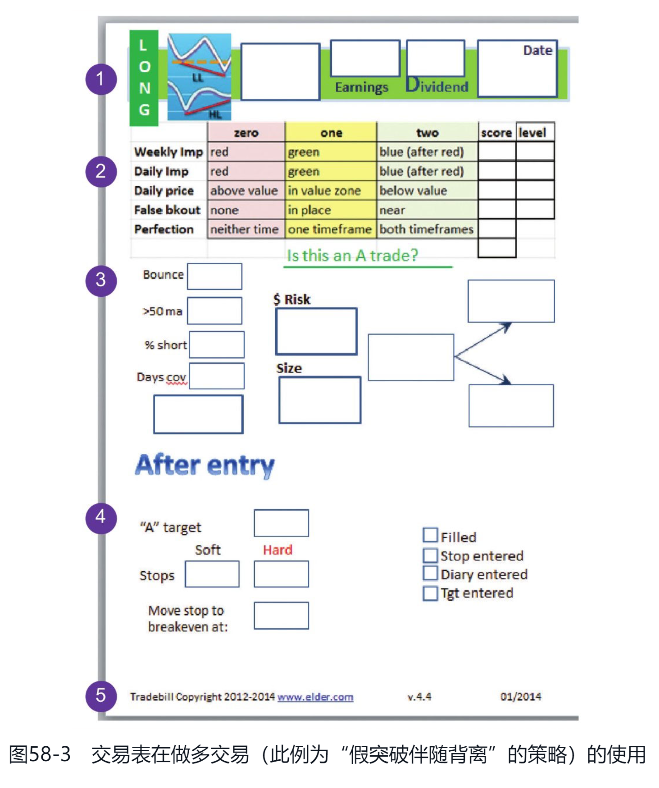 LONG
LL
HL
Earnings
Dividend
Date
1
zero one two score level
Weekly Imp red green blue (after red)
2
Daily Imp red green blue (after red)
Daily price above value in value zone below value
False bkout none in place near
Perfection neither time one timeframe both timeframes
Is this an A trade?
3
Bounce
>50 ma
$ Risk
% short
Size
Days cov
After entry
4
"A" target
Soft Hard
Stops
Move stop to
breakeven at:
Filled
Stop entered
Diary entered
Tgt entered
5
Tradebill Copyright 2012-2014 www.elder.com v.4.4 01/2014
图58-3 交易表在做多交易（此例为“假突破伴随背离”的策略）的使用